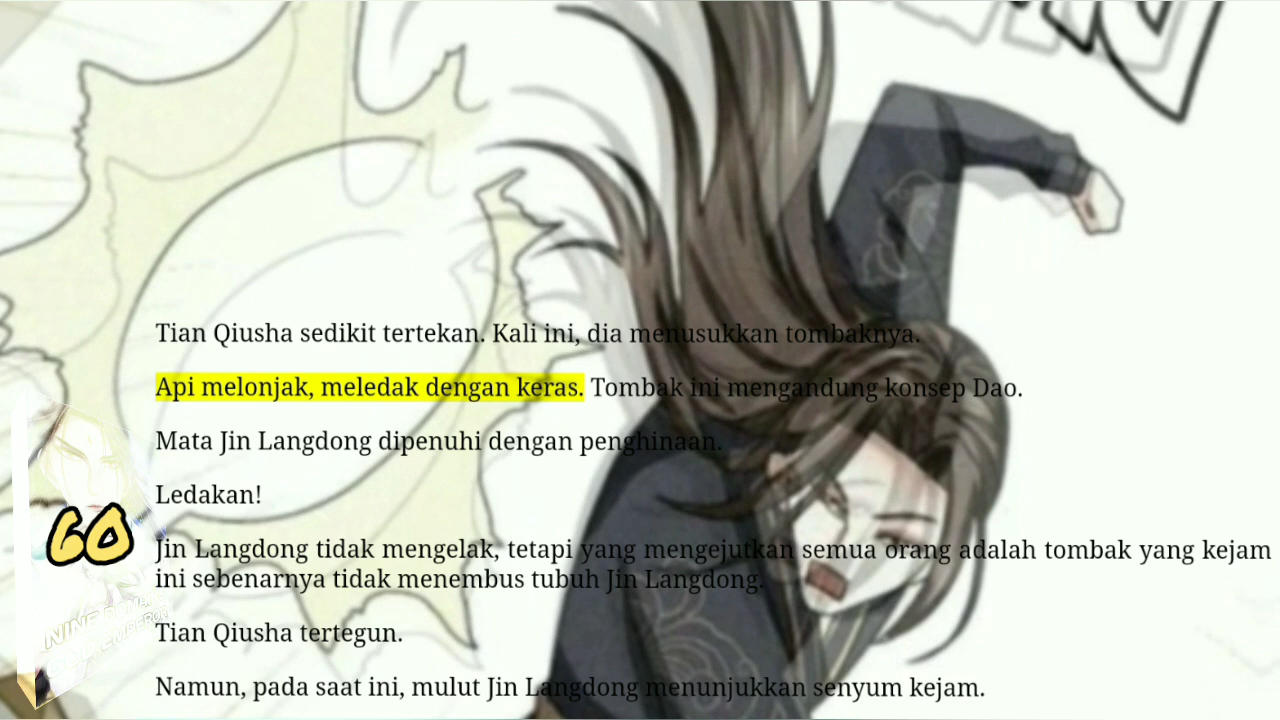 Tian Qiusha sedikit tertekan. Kali ini, dia menusukkan tombaknya.
Api melonjak, meledak dengan keras. Tombak ini mengandung konsep Dao.
Mata Jin Langdong dipenuhi dengan penghinaan.
Ledakan!
Jin Langdong tidak mengelak, tetapi yang mengejutkan semua orang adalah tombak yang kejam
ini sebenarnya tidak menembus tubuh Jin Langdong.
Tian Qiusha tertegun.
Namun, pada saat ini, mulut Jin Langdong menunjukkan senyum kejam.
60
NINE